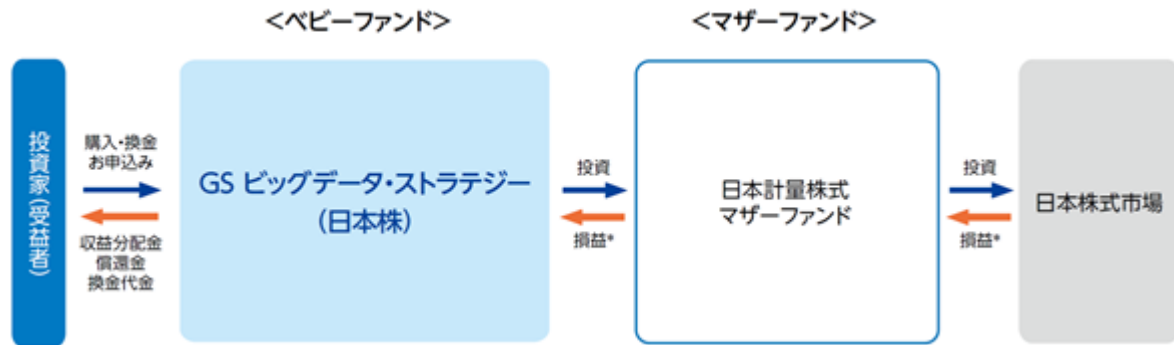 <ベビーファンド>
<マザーファンド>
投資家(受益者)
購入・換金
お申込み
収益分配金
償還金
換金代金
GS ビッグデータ・ストラテジー
(日本株)
投資
損益*
日本計量株式
マザーファンド
投資
損益*
日本株式市場